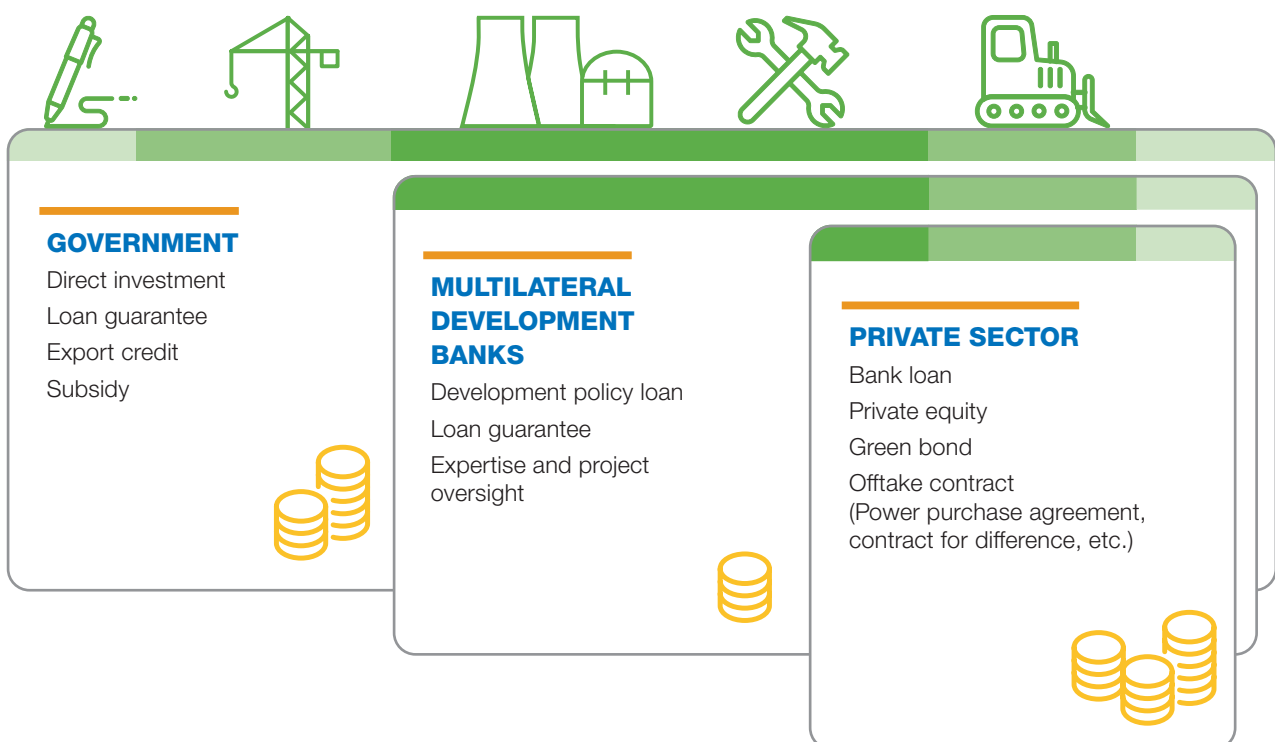 GOVERNMENT
Direct investment
Loan guarantee
Export credit
Subsidy
MULTILATERAL
DEVELOPMENT
BANKS
Development policy loan
Loan guarantee
Expertise and project
oversight
PRIVATE SECTOR
Bank loan
Private equity
Green bond
Offtake contract
(Power purchase agreement,
contract for difference, etc.)